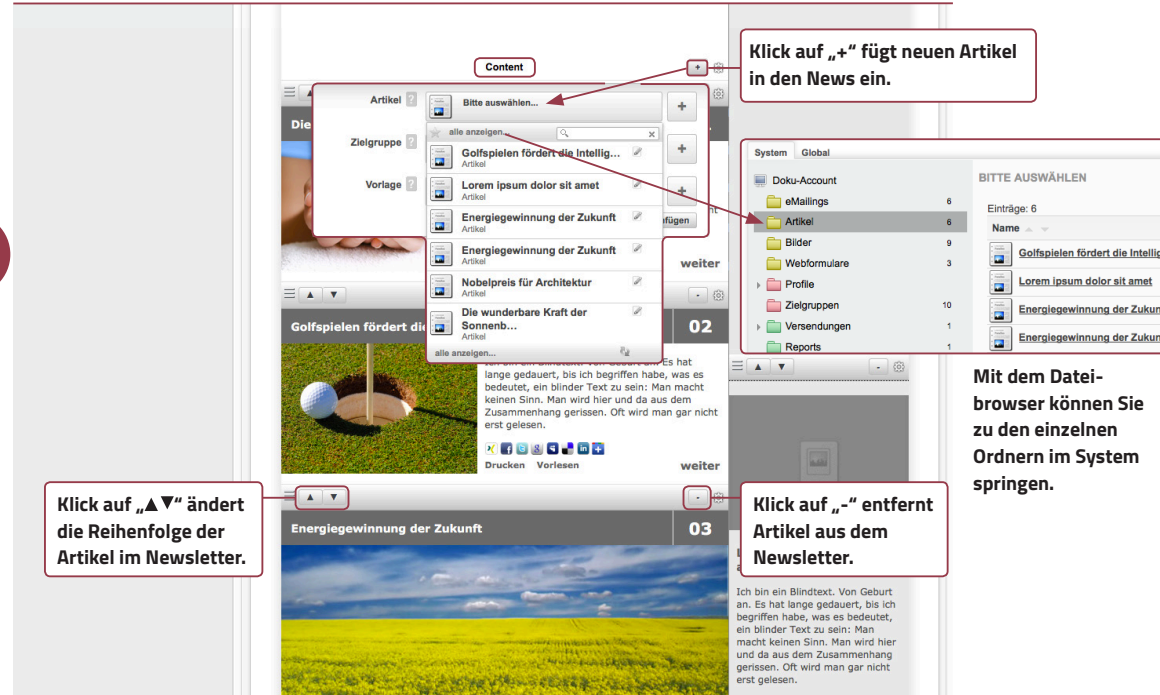 Content
+
Klick auf „+“ fügt neuen Artikel
in den News ein.
Artikel ?
Bitte auswählen...
+
alle anzeigen...
Zielgruppe ?
+
Golfspielen fördert die Intellig...
Artikel
Vorlage ?
Lorem ipsum dolor sit amet
Artikel
+
Energiegewinnung der Zukunft
Artikel
Energiegewinnung der Zukunft
Artikel
Nobelpreis für Architektur
Artikel
Die wunderbare Kraft der
Sonnenb...
Artikel
alle anzeigen...
weiter
System Global
Doku-Account
eMailings 6
Artikel 6
Bilder 9
Webformulare 3
Profile
Zielgruppen 10
Versendungen 1
Reports 1
BITTE AUSWÄHLEN
Einträge: 6
Name
Golfspielen fördert die Intellig
Lorem ipsum dolor sit amet
Energiegewinnung der Zukun
Energiegewinnung der Zukun
Mit dem Datei-
browser können Sie
zu den einzelnen
Ordnern im System
springen.
▲ ▼ -
Golfspielen fördert die
02
Es hat
lange gedauert, bis ich begriffen habe, was es
bedeutet, ein blinder Text zu sein: Man macht
keinen Sinn. Man wird hier und da aus dem
Zusammenhang gerissen. Oft wird man gar nicht
erst gelesen.
Drucken Vorlesen
weiter
▲ ▼ -
Klick auf „▲▼“ ändert
die Reihenfolge der
Artikel im Newsletter.
▲ ▼ -
Klick auf „-“ entfernt
Artikel aus dem
Newsletter.
Energiegewinnung der Zukunft
03
Ich bin ein Blindtext. Von Geburt
an. Es hat lange gedauert, bis ich
begriffen habe, was es bedeutet,
ein blinder Text zu sein: Man
macht keinen Sinn. Man wird hier
und da aus dem Zusammenhang
gerissen. Oft wird man gar nicht
erst gelesen.